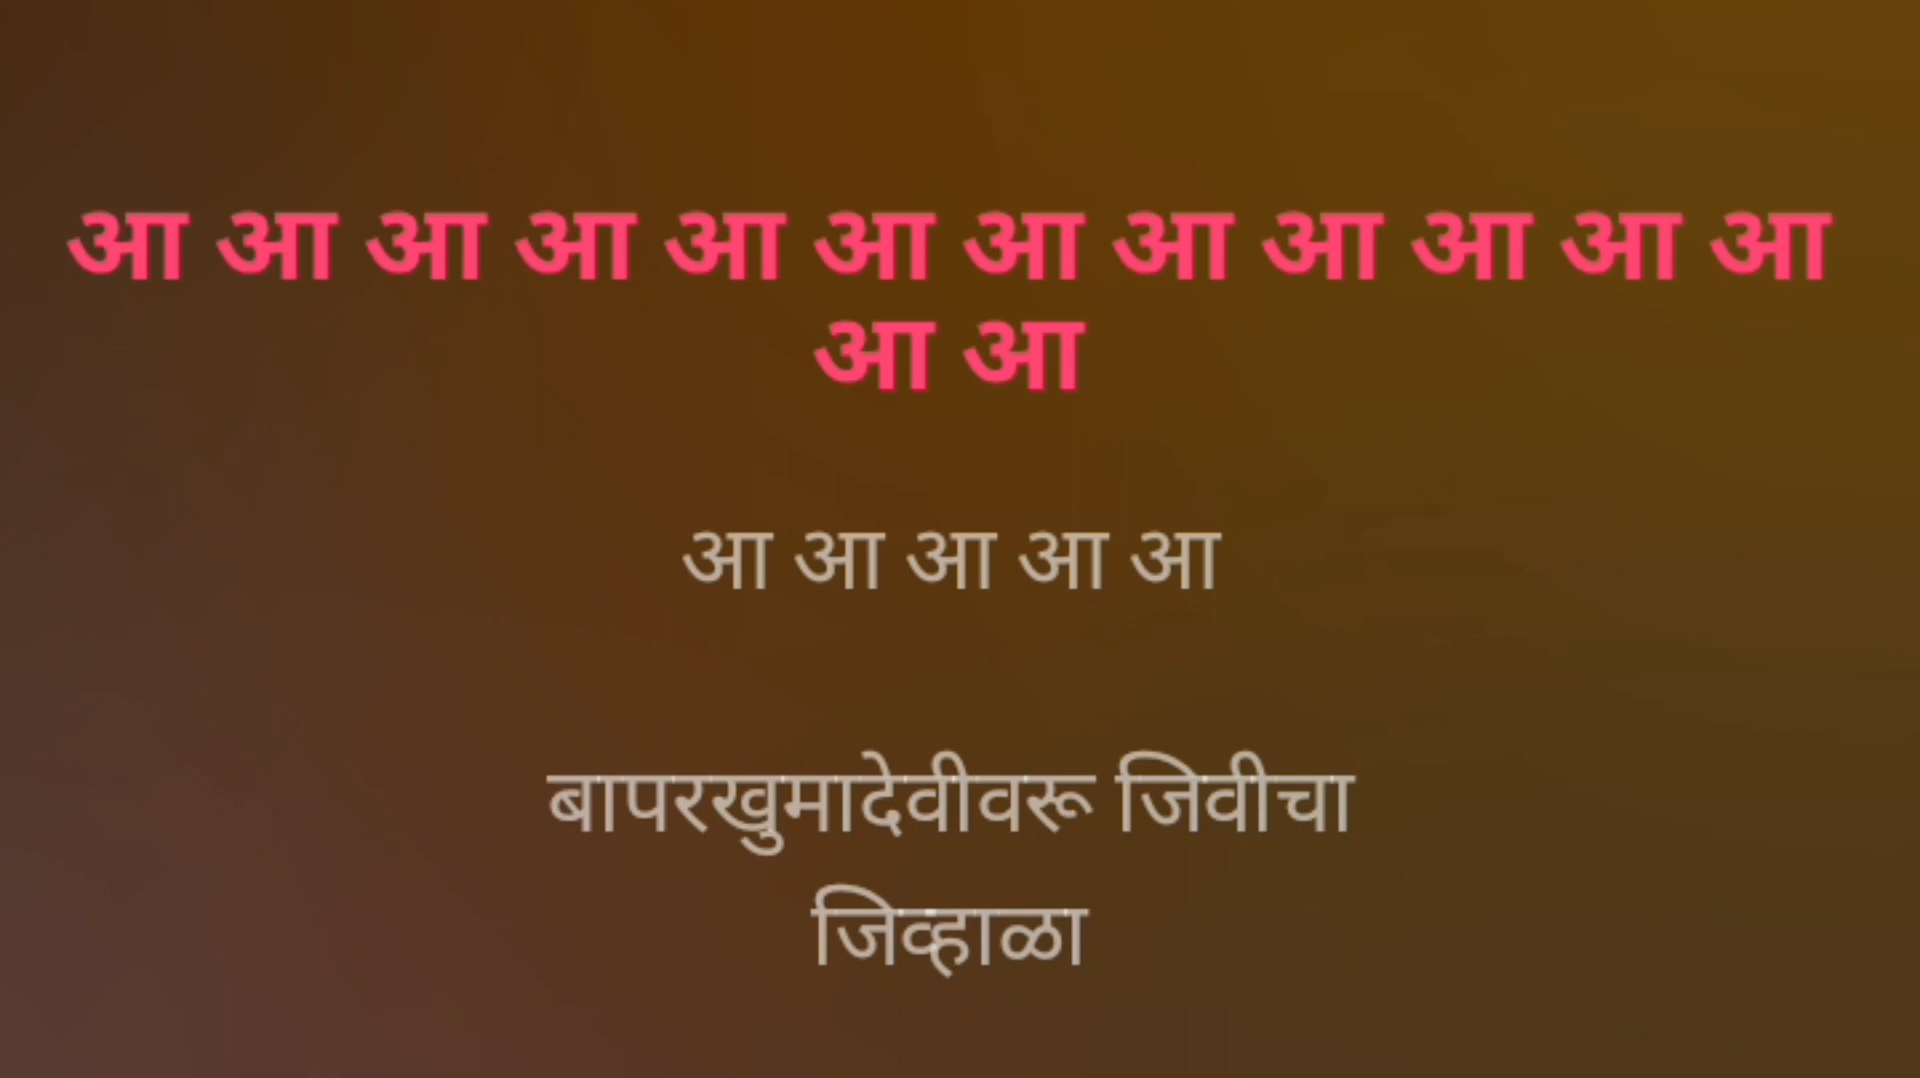 आ आ आ आ आ आ आ आ आ आ आ आ
आ आ
आ आ आ आ आ
बापरखुमादेवीवरू जिवीचा
जिव्हाळा